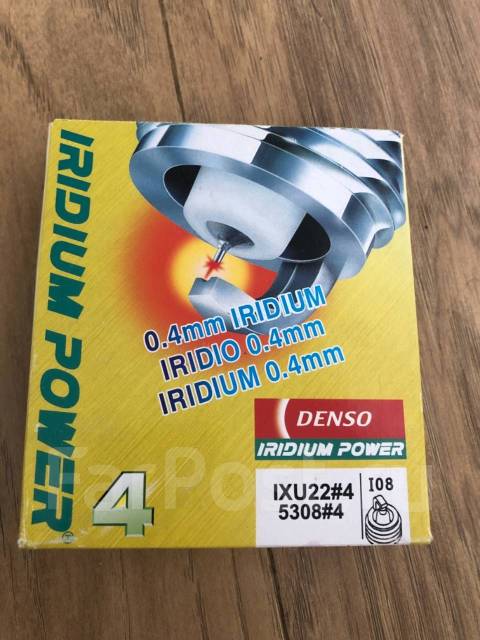 IRIDIUM POWER®
0.4mm IRIDIUM
IRIDIO 0.4mm
IRIDIUM 0.4mm
DENSO
IRIDIUM POWER
4
IXU22#4
5308#4
I08